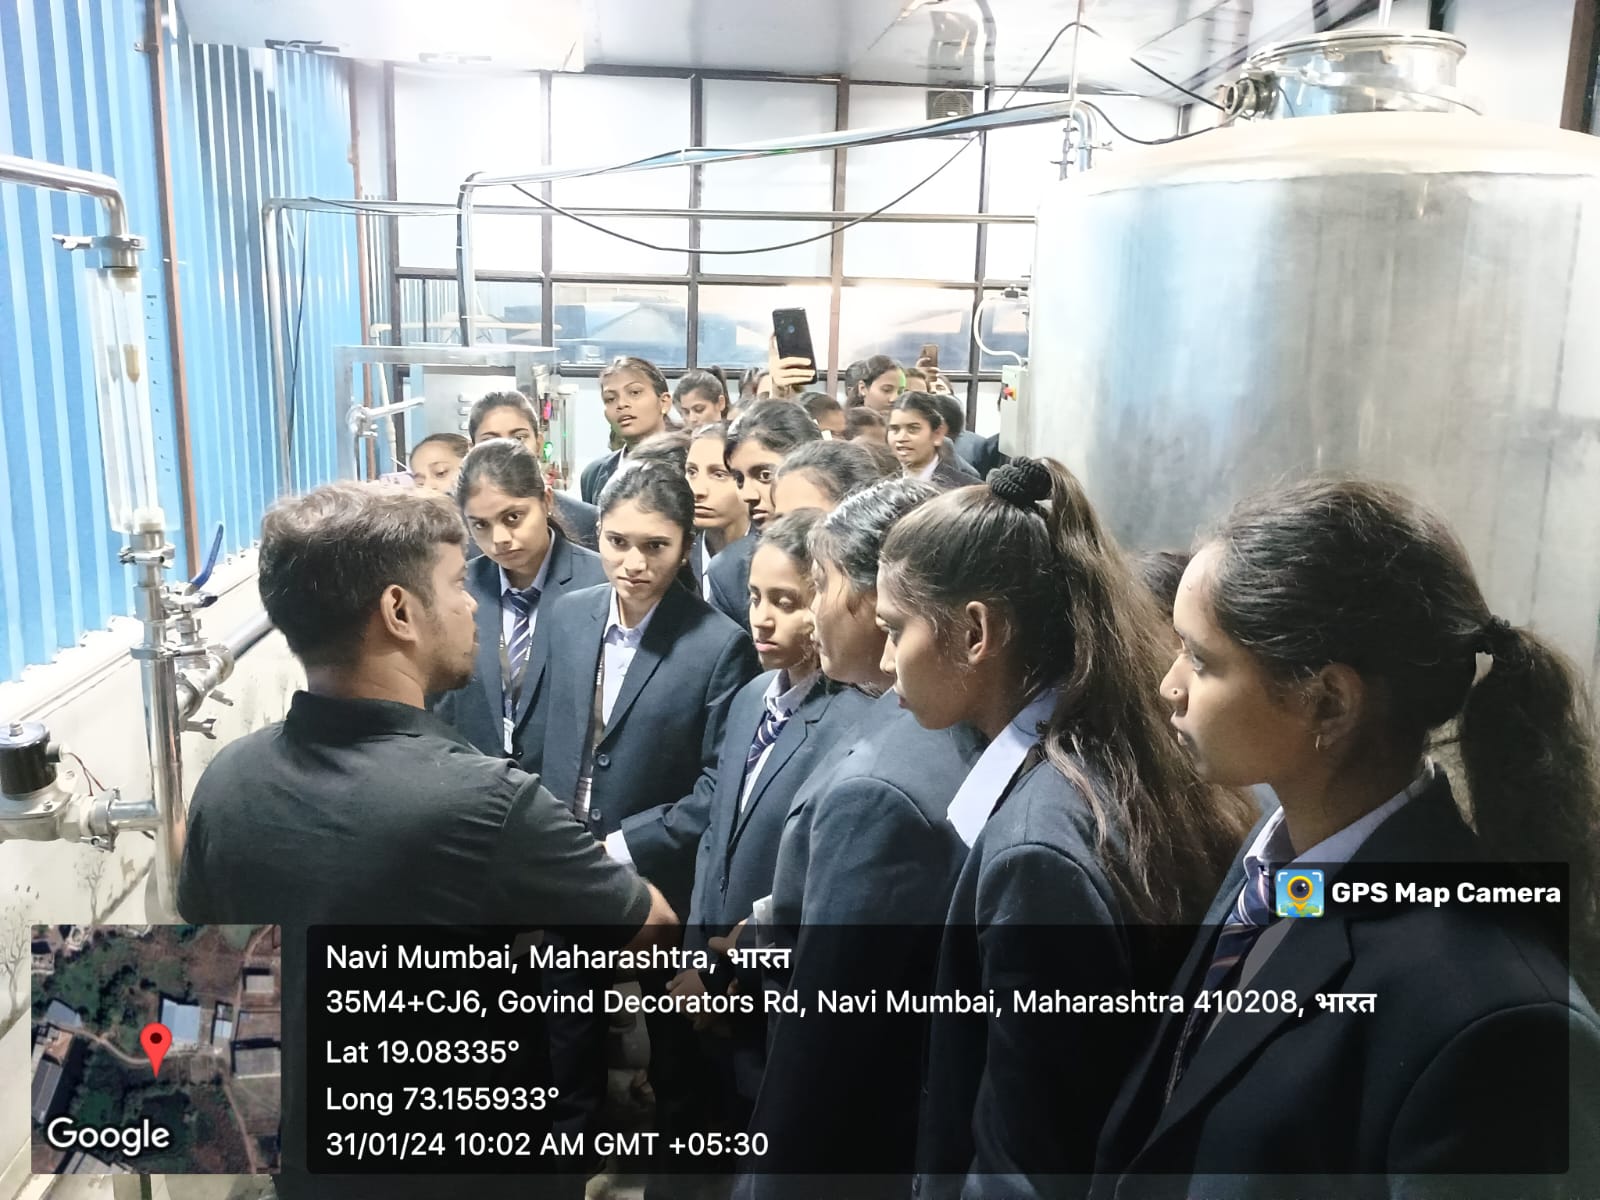 GPS Map Camera
Navi Mumbai, Maharashtra, भारत
35M4+CJ6, Govind Decorators Rd, Navi Mumbai, Maharashtra 410208, भारत
Lat 19.08335°
Long 73.155933°
31/01/24 10:02 AM GMT +05:30
Google